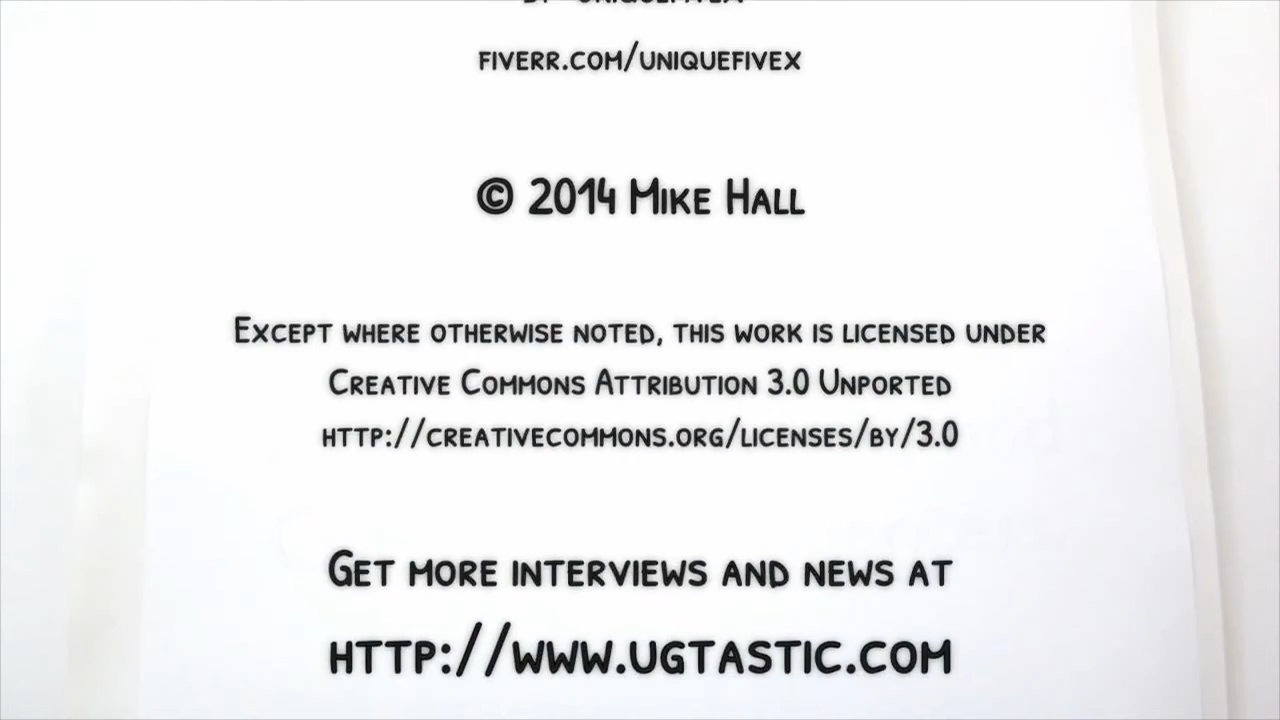 fiverr.com/uniquefivex
© 2014 Mike Hall
Except where otherwise noted, this work is licensed under
Creative Commons Attribution 3.0 Unported
http://creativecommons.org/licenses/by/3.0
Get more interviews and news at
http://www.ugtastic.com